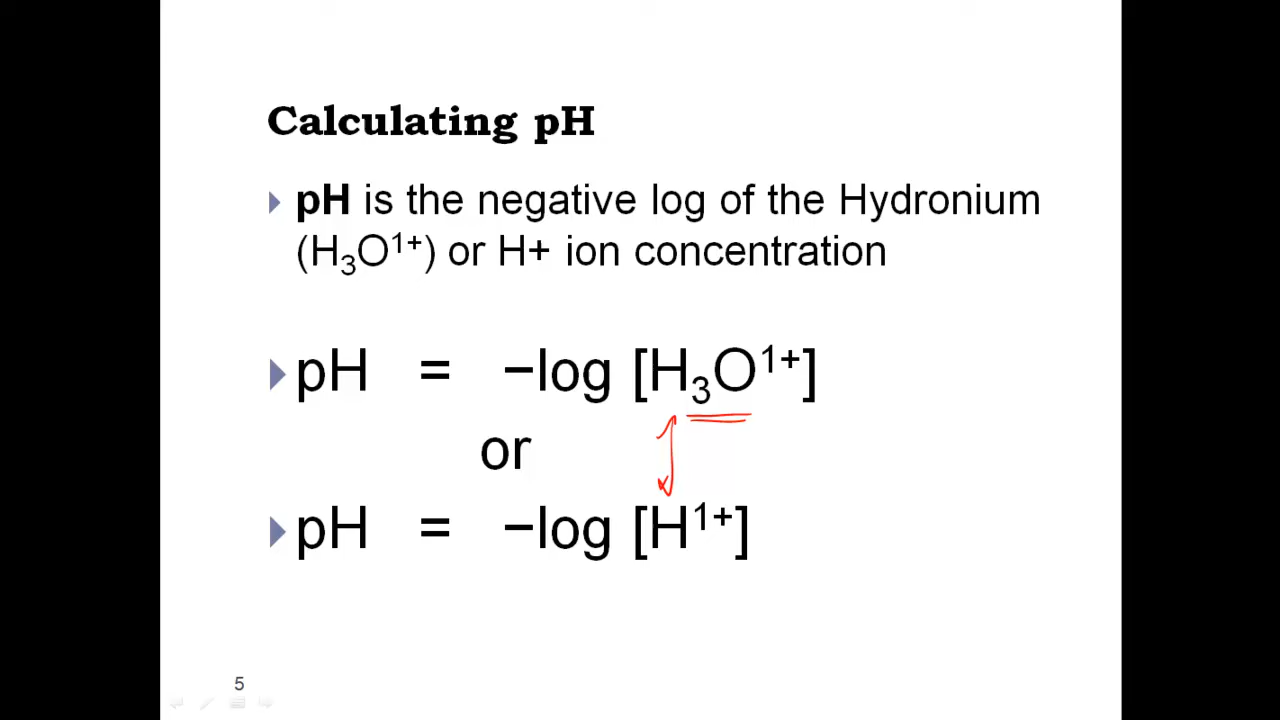 Calculating pH
pH is the negative log of the Hydronium
(H₃O¹⁺) or H+ ion concentration
pH = −log [H₃O¹⁺]
or
pH = −log [H¹⁺]
5